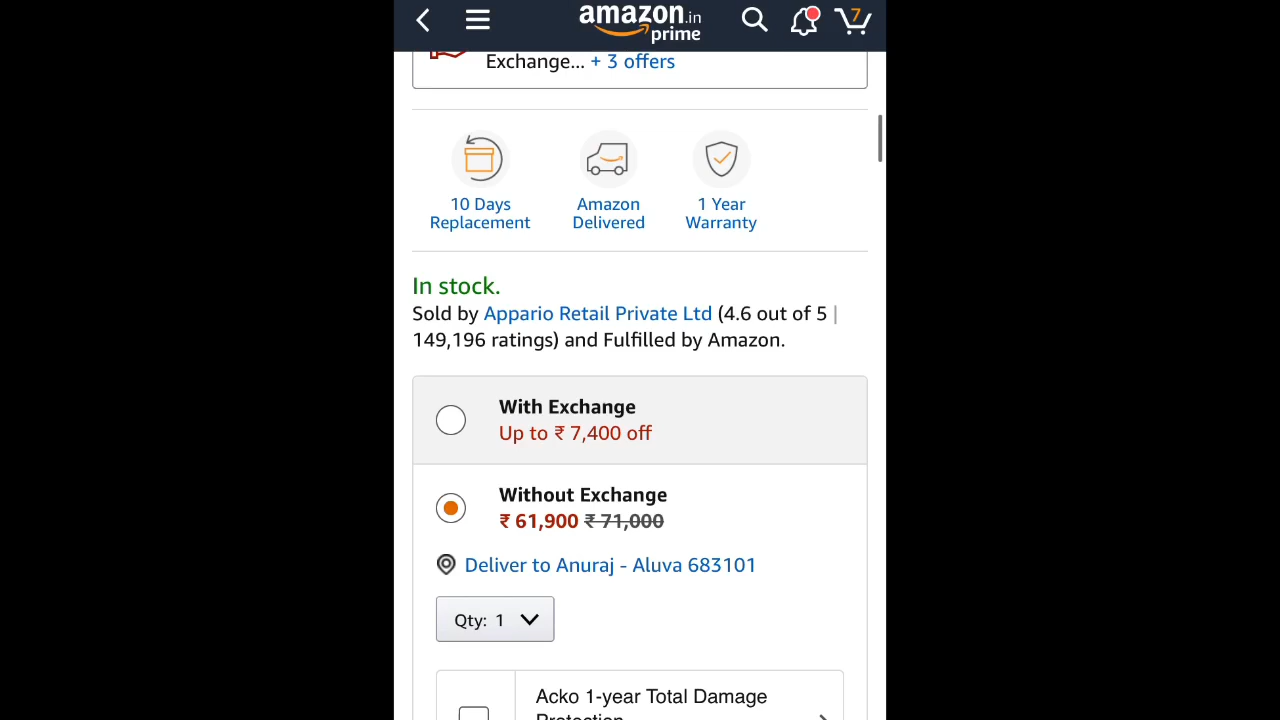 amazon.in
prime
7
Exchange... + 3 offers
10 Days
Replacement
Amazon
Delivered
1 Year
Warranty
In stock.
Sold by Appario Retail Private Ltd (4.6 out of 5 |
149,196 ratings) and Fulfilled by Amazon.
With Exchange
Up to ₹ 7,400 off
Without Exchange
₹ 61,900 ₹ 71,000
Deliver to Anuraj - Aluva 683101
Qty: 1
Acko 1-year Total Damage
Protection